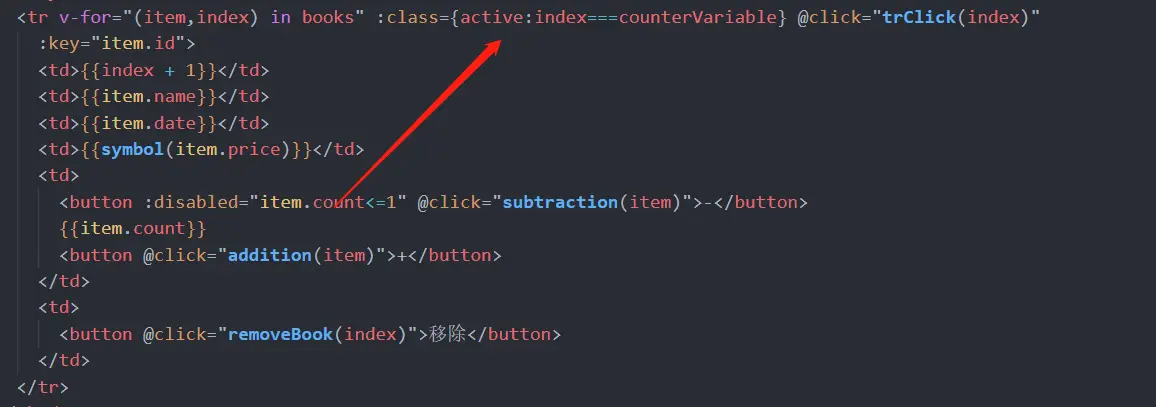 <tr v-for="(item,index) in books" :class={active:index===counterVariable} @click="trClick(index)"
:key="item.id">
<td>{{index + 1}}</td>
<td>{{item.name}}</td>
<td>{{item.date}}</td>
<td>{{symbol(item.price)}}</td>
<td>
<button :disabled="item.count<=1" @click="subtraction(item)">-</button>
{{item.count}}
<button @click="addition(item)">+</button>
</td>
<td>
<button @click="removeBook(index)">移除</button>
</td>
</tr>